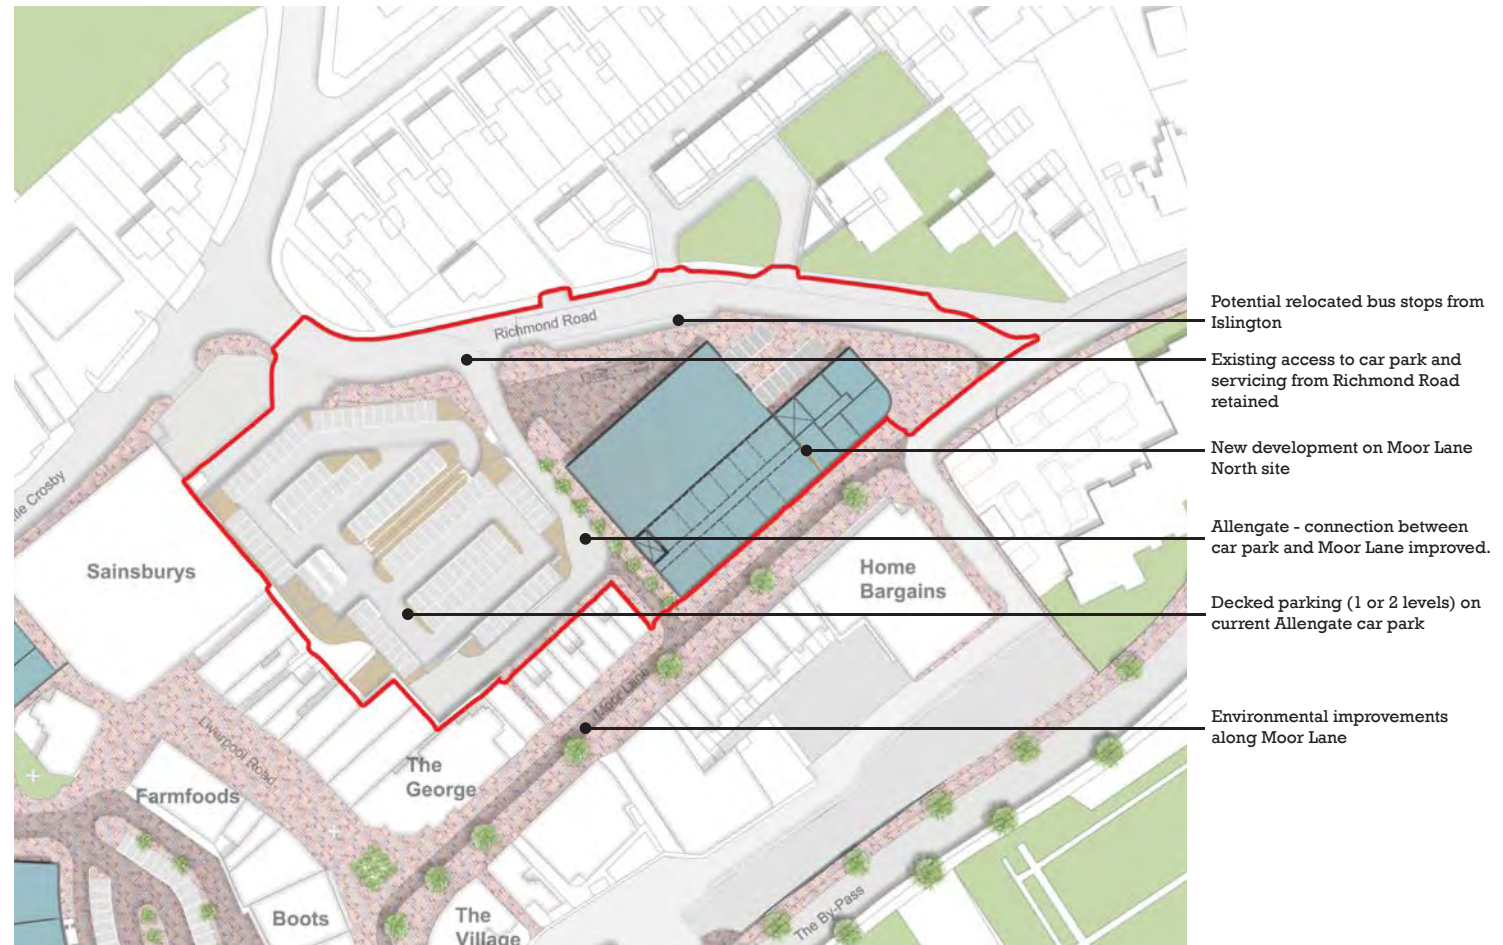 Richmond Road
Potential relocated bus stops from
Islington
Existing access to car park and
servicing from Richmond Road
retained
New development on Moor Lane
North site
Allengate - connection between
car park and Moor Lane improved.
Decked parking (1 or 2 levels) on
current Allengate car park
Environmental improvements
along Moor Lane
tle Crosby
Sainsburys
Home
Bargains
Moor Lane
Liverpool Road
The
George
Farmfoods
Boots
The
Village
The By-Pass